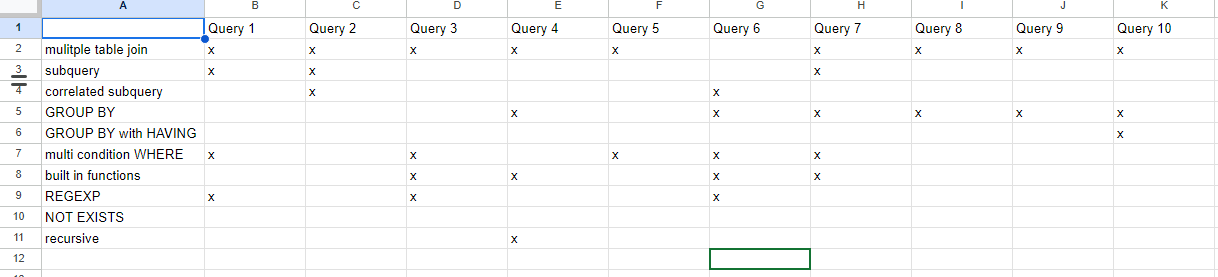 A B C D E F G H I J K
1 Query 1 Query 2 Query 3 Query 4 Query 5 Query 6 Query 7 Query 8 Query 9 Query 10
2 mulitple table join x x x x x x x x x
3 subquery x x x
4 correlated subquery x x
5 GROUP BY x x x x x x
6 GROUP BY with HAVING x
7 multi condition WHERE x x x x x
8 built in functions x x x x
9 REGEXP x x x
10 NOT EXISTS
11 recursive x
12